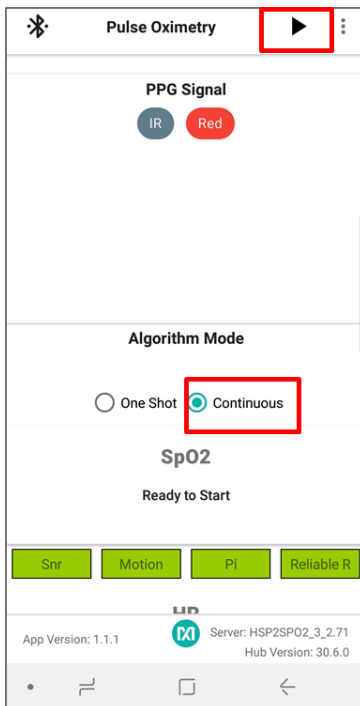 Pulse Oximetry
PPG Signal
IR Red
Algorithm Mode
One Shot Continuous
SpO2
Ready to Start
Snr Motion Pi Reliable R
HR
App Version: 1.1.1 Server: HSP2SPO2_3_2.71
Hub Version: 30.6.0